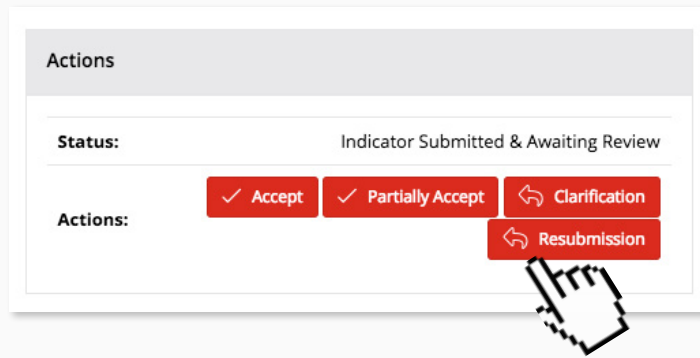 Actions
Status: Indicator Submitted & Awaiting Review
Actions: Accept Partially Accept Clarification
Resubmission